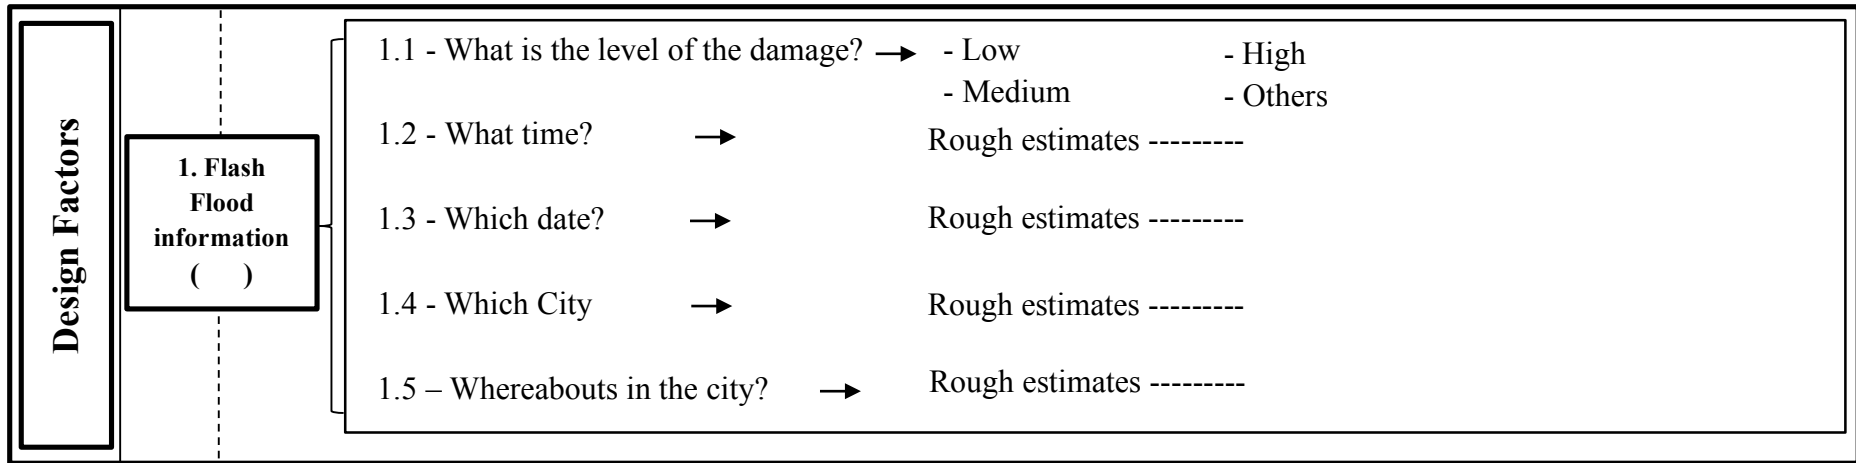 Design Factors
1. Flash
Flood
information
(      )
1.1 - What is the level of the damage? → - Low - High
- Medium - Others
1.2 - What time? → Rough estimates ---------
1.3 - Which date? → Rough estimates ---------
1.4 - Which City → Rough estimates ---------
1.5 – Whereabouts in the city? → Rough estimates ---------